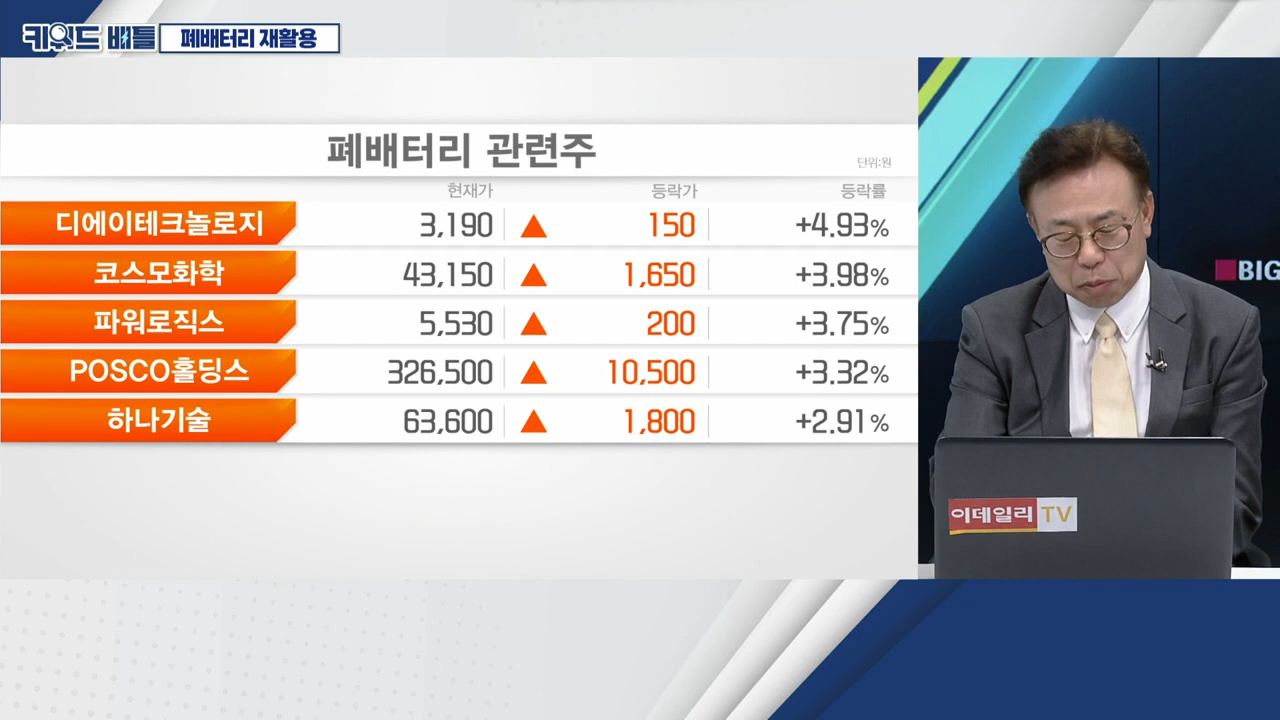 키워드 배틀 폐배터리 재활용
폐배터리 관련주
단위:원
현재가 등락가 등락률
디에이테크놀로지 3,190 ▲ 150 +4.93%
코스모화학 43,150 ▲ 1,650 +3.98%
파워로직스 5,530 ▲ 200 +3.75%
POSCO홀딩스 326,500 ▲ 10,500 +3.32%
하나기술 63,600 ▲ 1,800 +2.91%
BIG
이데일리 TV